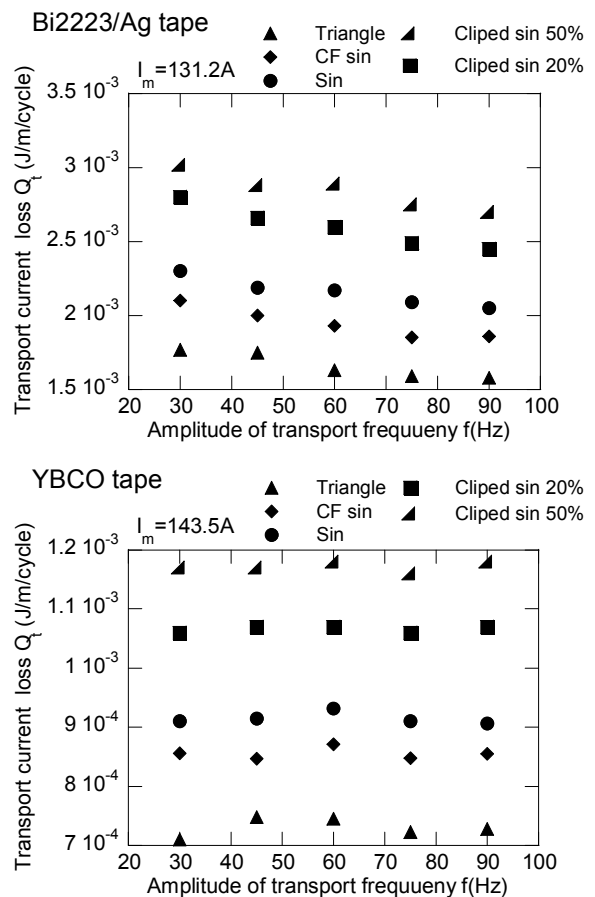 Bi2223/Ag tape
I_m=131.2A
Triangle
CF sin
Sin
Cliped sin 50%
Cliped sin 20%
Transport current loss Q_t (J/m/cycle)
3.5 10^-3
3 10^-3
2.5 10^-3
2 10^-3
1.5 10^-3
20 30 40 50 60 70 80 90 100
Amplitude of transport frequueny f(Hz)
YBCO tape
I_m=143.5A
Triangle
CF sin
Sin
Cliped sin 20%
Cliped sin 50%
Transport current loss Q_t (J/m/cycle)
1.2 10^-3
1.1 10^-3
1 10^-3
9 10^-4
8 10^-4
7 10^-4
20 30 40 50 60 70 80 90 100
Amplitude of transport frequueny f(Hz)